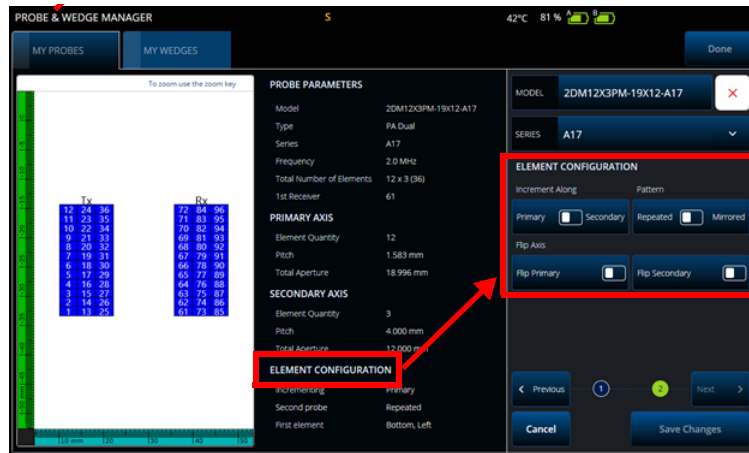 PROBE & WEDGE MANAGER S 42°C 81 % A B
MY PROBES MY WEDGES Done
To zoom use the zoom key
Tx Rx
12 24 36 72 84 96
11 23 35 71 83 95
10 22 34 70 82 94
9 21 33 69 81 93
8 20 32 68 80 92
7 19 31 67 79 91
6 18 30 66 78 90
5 17 29 65 77 89
4 16 28 64 76 88
3 15 27 63 75 87
2 14 26 62 74 86
1 13 25 61 73 85
10 mm 20 30 40 50
PROBE PARAMETERS
Model 2DM12X3PM-19X12-A17
Type PA Dual
Series A17
Frequency 2.0 MHz
Total Number of Elements 12 x 3 (36)
1st Receiver 61
PRIMARY AXIS
Element Quantity 12
Pitch 1.583 mm
Total Aperture 18.996 mm
SECONDARY AXIS
Element Quantity 3
Pitch 4.000 mm
Total Aperture 12.000 mm
ELEMENT CONFIGURATION
Incrementing Primary
Second probe Repeated
First element Bottom, Left
MODEL 2DM12X3PM-19X12-A17
SERIES A17
ELEMENT CONFIGURATION
Increment Along Pattern
Primary Secondary Repeated Mirrored
Flip Axis
Flip Primary Flip Secondary
Previous 1 2 Next
Cancel Save Changes